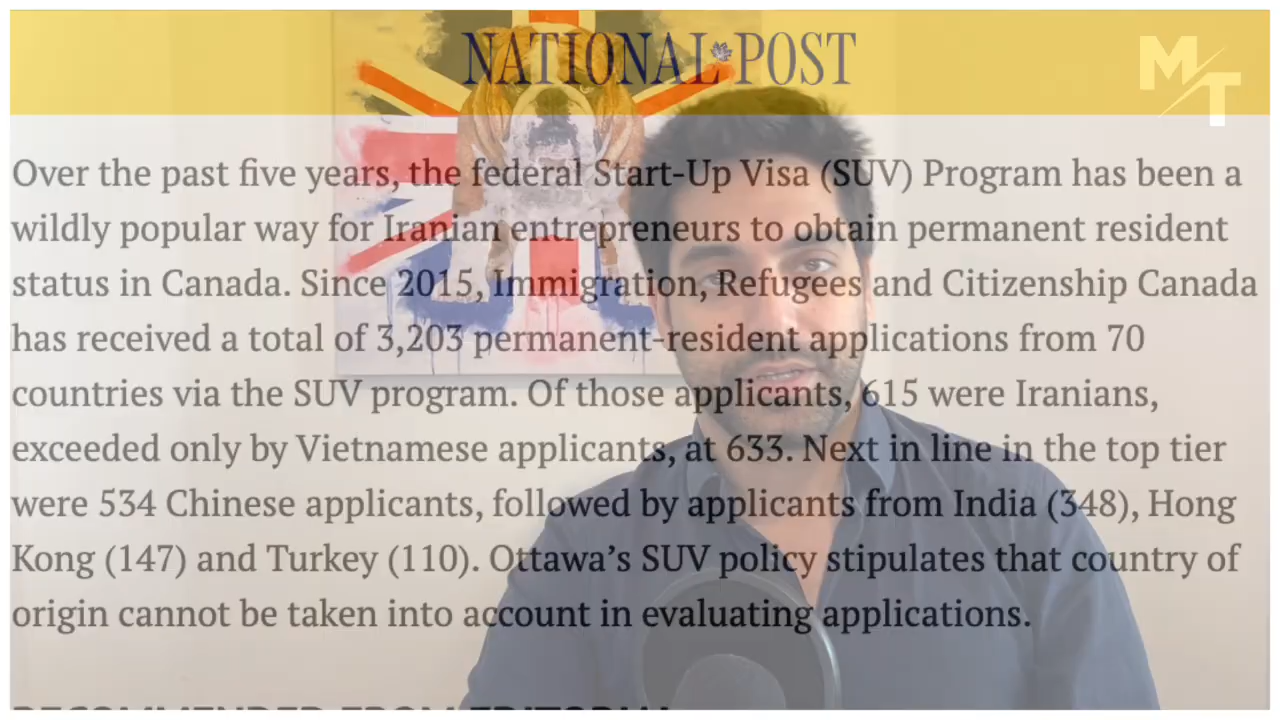 NATIONAL POST
MT
Over the past five years, the federal Start-Up Visa (SUV) Program has been a
wildly popular way for Iranian entrepreneurs to obtain permanent resident
status in Canada. Since 2015, Immigration, Refugees and Citizenship Canada
has received a total of 3,203 permanent-resident applications from 70
countries via the SUV program. Of those applicants, 615 were Iranians,
exceeded only by Vietnamese applicants, at 633. Next in line in the top tier
were 534 Chinese applicants, followed by applicants from India (348), Hong
Kong (147) and Turkey (110). Ottawa’s SUV policy stipulates that country of
origin cannot be taken into account in evaluating applications.
RECOMMENDED FROM EDITORIAL